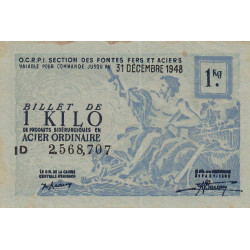 O.C.R.P.I. SECTION DES FONTES FERS ET ACIERS
VALABLE POUR COMMANDE JUSQU'AU 31 DÉCEMBRE 1948
1 Kg
BILLET DE
1 KILO
DE PRODUITS SIDÉRURGIQUES EN
ACIER ORDINAIRE
ID 2,568,707